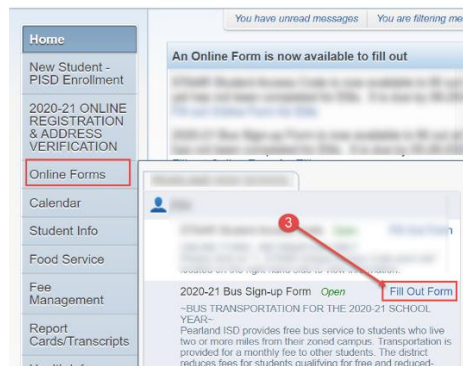 You have unread messages
You are filtering me
Home
New Student -
PISD Enrollment
2020-21 ONLINE
REGISTRATION
& ADDRESS
VERIFICATION
Online Forms
Calendar
Student Info
Food Service
Fee
Management
Report
Cards/Transcripts
An Online Form is now available to fill out
3
Open
2020-21 Bus Sign-up Form Open Fill Out Form
~BUS TRANSPORTATION FOR THE 2020-21 SCHOOL
YEAR~
Pearland ISD provides free bus service to students who live
two or more miles from their zoned campus. Transportation is
provided for a monthly fee to other students. The district
reduces fees for students qualifying for free and reduced-